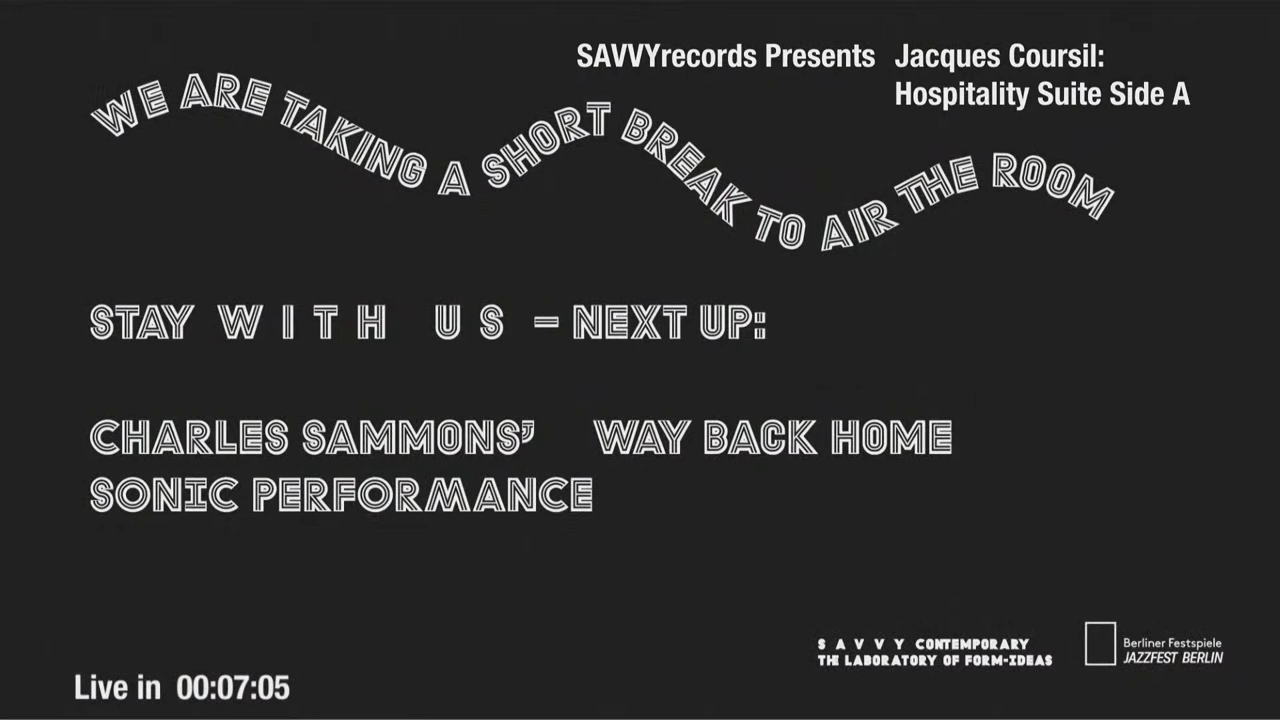 SAVVYrecords Presents Jacques Coursil:
Hospitality Suite Side A
WE ARE TAKING A SHORT BREAK TO AIR THE ROOM
STAY WITH US – NEXT UP:
CHARLES SAMMONS' WAY BACK HOME
SONIC PERFORMANCE
SAVVY CONTEMPORARY
THE LABORATORY OF FORM-IDEAS
Berliner Festspiele
JAZZFEST BERLIN
Live in 00:07:05